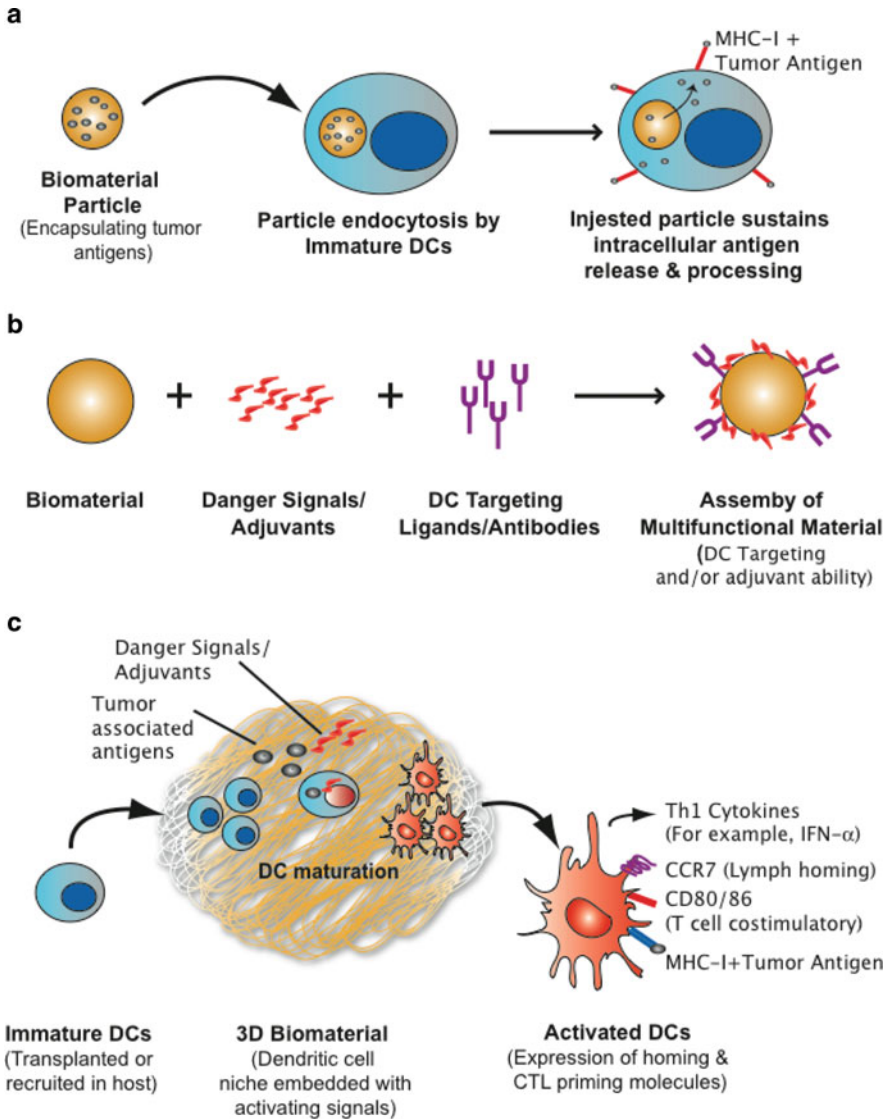 a
MHC-I +
Tumor Antigen
Biomaterial
Particle
(Encapsulating tumor
antigens)
Particle endocytosis by
Immature DCs
Injested particle sustains
intracellular antigen
release & processing
b
+
+
Biomaterial
Danger Signals/
Adjuvants
DC Targeting
Ligands/Antibodies
Assemby of
Multifunctional Material
(DC Targeting
and/or adjuvant ability)
c
Danger Signals/
Adjuvants
Tumor
associated
antigens
DC maturation
Th1 Cytokines
(For example, IFN-α)
CCR7 (Lymph homing)
CD80/86
(T cell costimulatory)
MHC-I+Tumor Antigen
Immature DCs
(Transplanted or
recruited in host)
3D Biomaterial
(Dendritic cell
niche embedded with
activating signals)
Activated DCs
(Expression of homing &
CTL priming molecules)